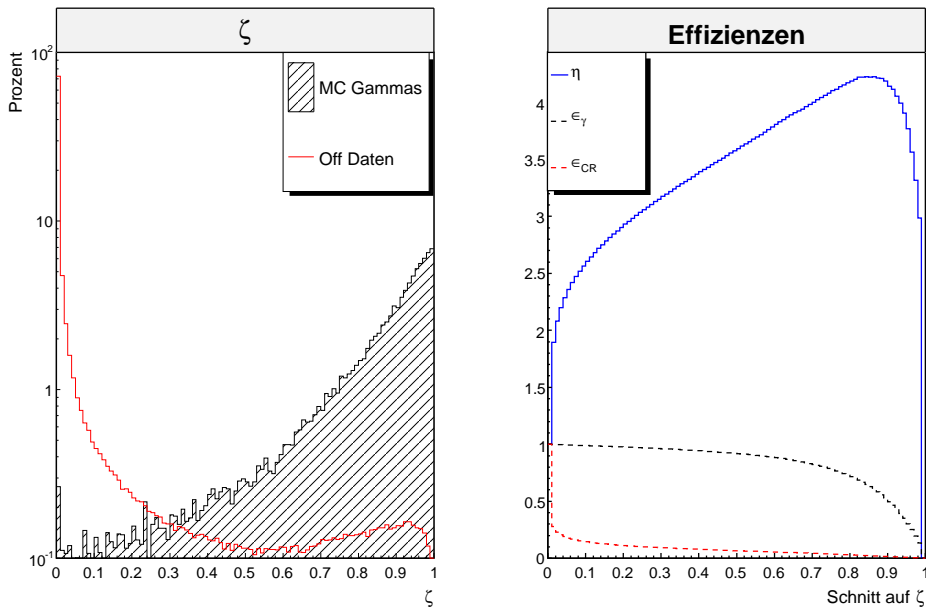 ζ
Prozent
10²
10
1
10⁻¹
MC Gammas
Off Daten
0 0.1 0.2 0.3 0.4 0.5 0.6 0.7 0.8 0.9 1
ζ
Effizienzen
η
∈γ
∈CR
4
3.5
3
2.5
2
1.5
1
0.5
0
0 0.1 0.2 0.3 0.4 0.5 0.6 0.7 0.8 0.9 1
Schnitt auf ζ